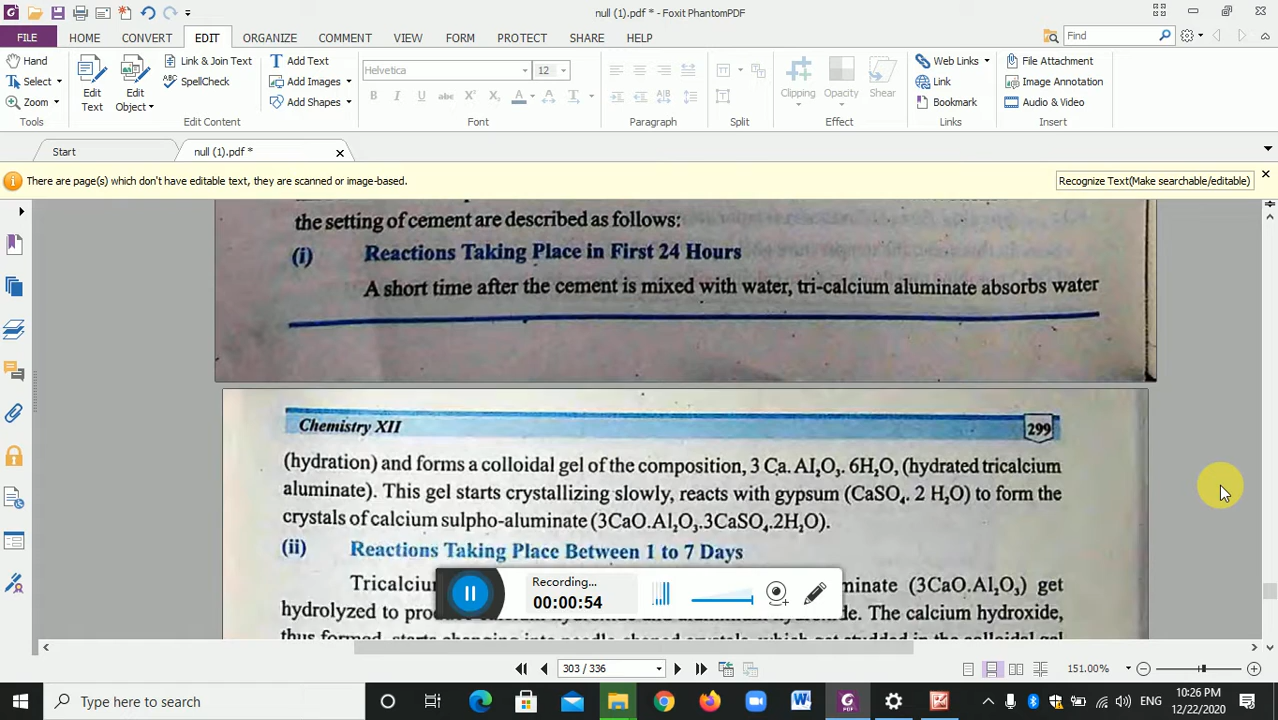 null (1).pdf * - Foxit PhantomPDF
FILE HOME CONVERT EDIT ORGANIZE COMMENT VIEW FORM PROTECT SHARE HELP Find
Hand
Select
Zoom
Tools
Edit Text
Edit Object
Link & Join Text
SpellCheck
Edit Content
Add Text
Add Images
Add Shapes
Helvetica 12
Font
Paragraph
Split
Clipping Opacity Shear
Effect
Web Links
Link
Bookmark
Links
File Attachment
Image Annotation
Audio & Video
Insert
Start null (1).pdf *
There are page(s) which don't have editable text, they are scanned or image-based. Recognize Text(Make searchable/editable)
the setting of cement are described as follows:
(i) Reactions Taking Place in First 24 Hours
A short time after the cement is mixed with water, tri-calcium aluminate absorbs water
Chemistry XII 299
(hydration) and forms a colloidal gel of the composition, 3 Ca. Al₂O₃. 6H₂O, (hydrated tricalcium
aluminate). This gel starts crystallizing slowly, reacts with gypsum (CaSO₄. 2 H₂O) to form the
crystals of calcium sulpho-aluminate (3CaO.Al₂O₃.3CaSO₄.2H₂O).
(ii) Reactions Taking Place Between 1 to 7 Days
minate (3CaO.Al₂O₃) get
hydrolyzed to The calcium hydroxide,
thus formed, starts changing into needle-shaped crystals, which get studded in the colloidal gel
Recording...
00:00:54
303 / 336 151.00%
Type here to search
ENG
10:26 PM
12/22/2020